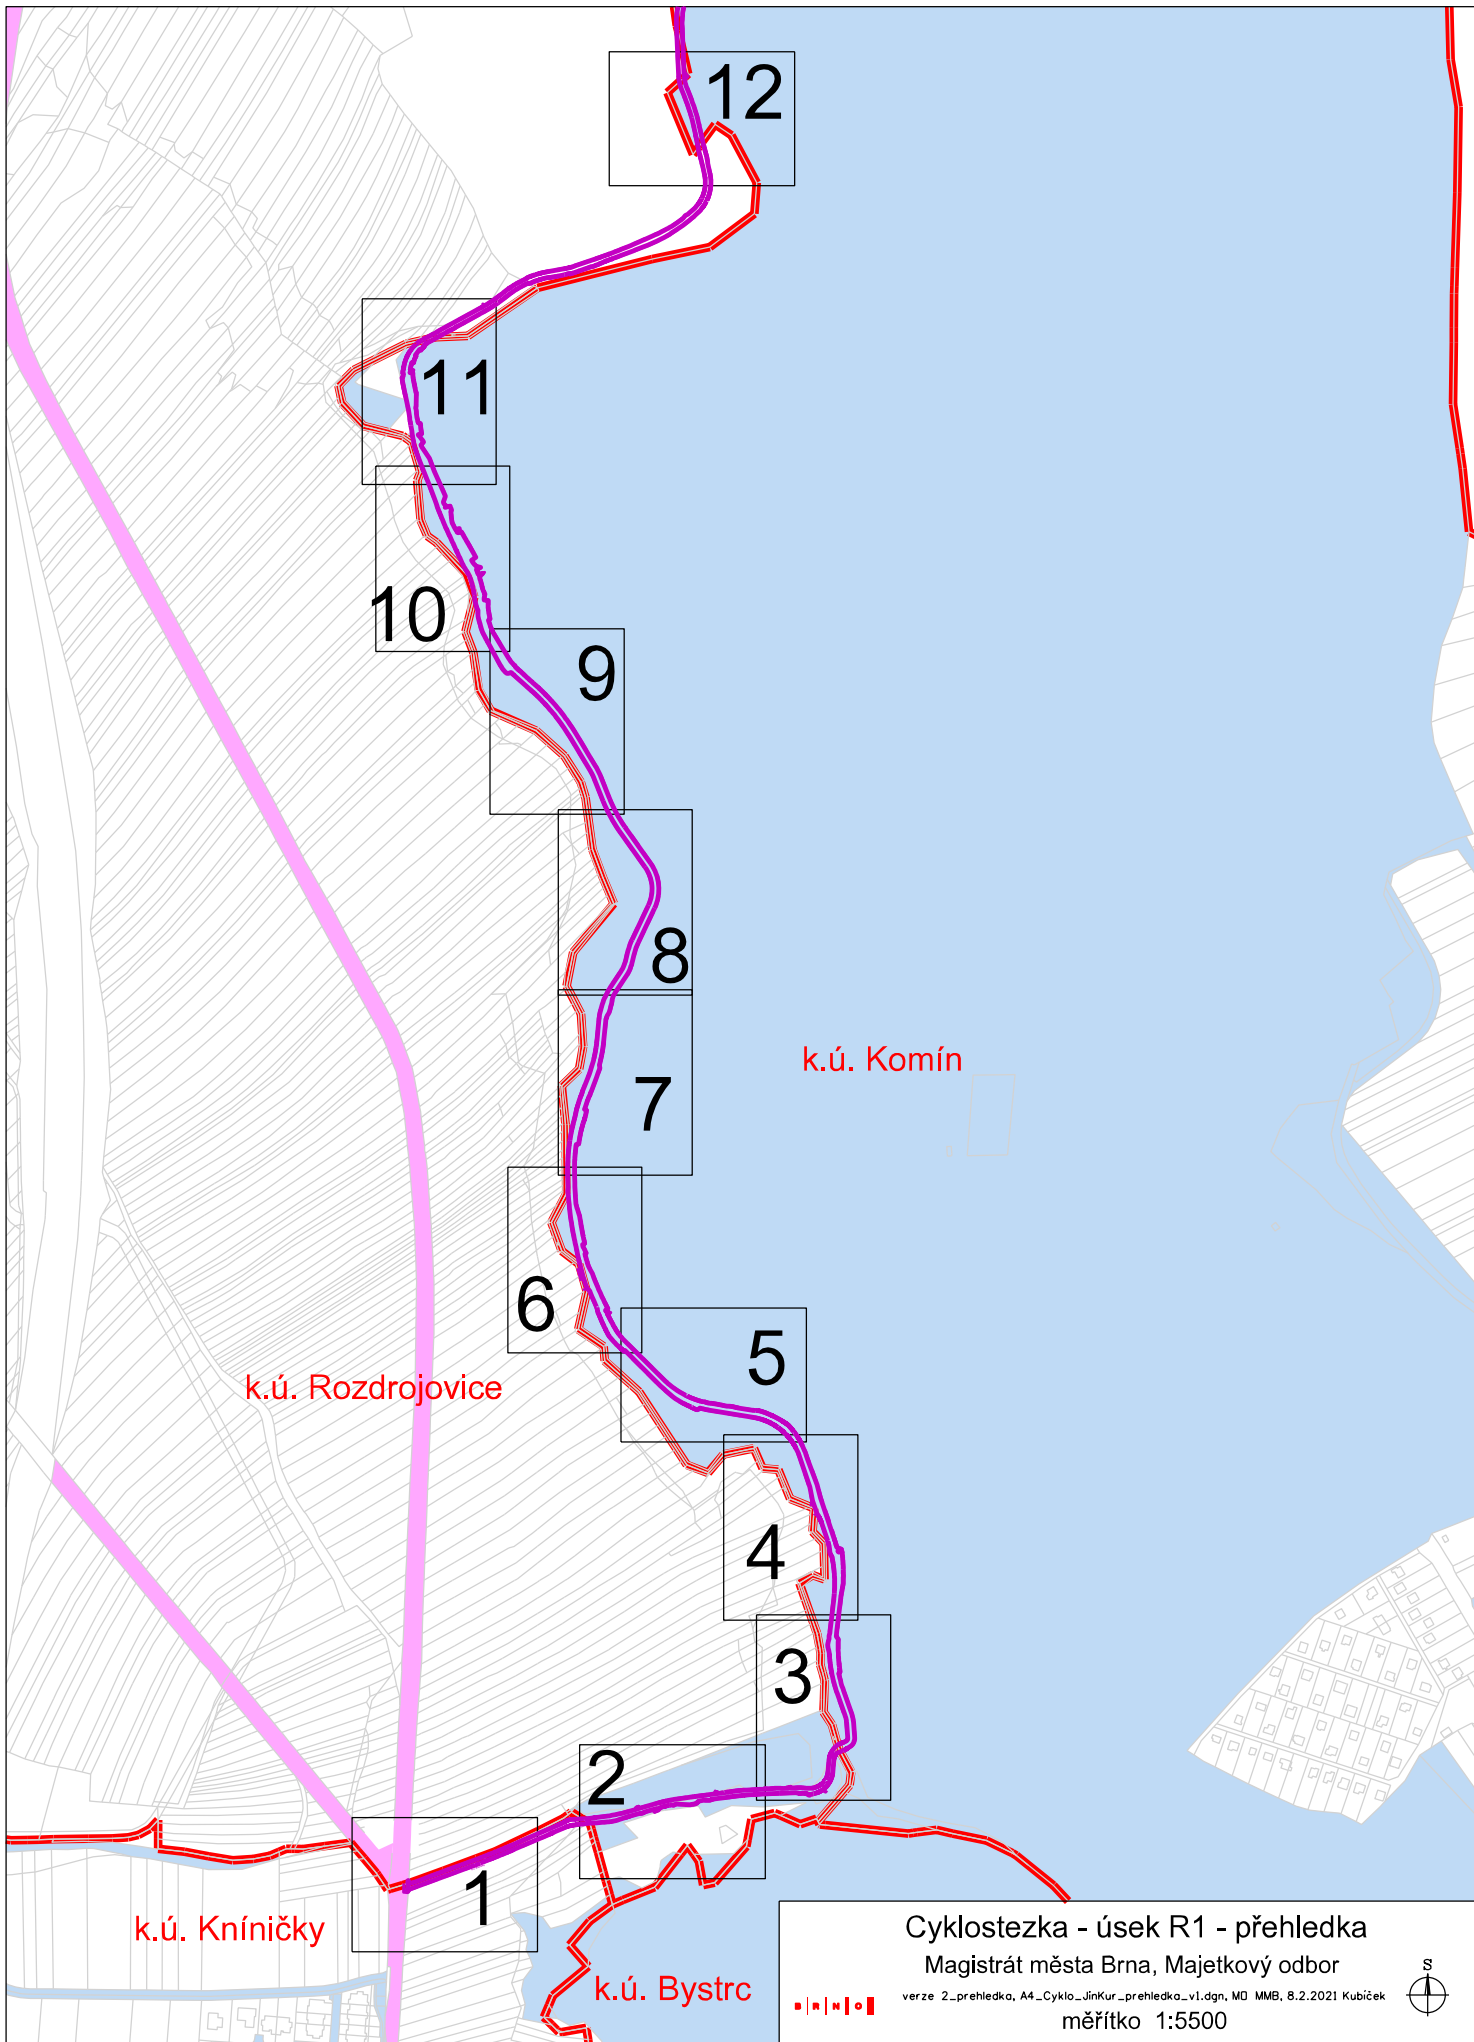 12
11
10
9
8
k.ú. Komín
7
6
5
k.ú. Rozdrojovice
4
3
2
1
k.ú. Kníničky
k.ú. Bystrc
Cyklostezka - úsek R1 - přehledka
Magistrát města Brna, Majetkový odbor
S
verze 2_prehledka, A4_Cyklo_JinKur_prehledka_v1.dgn, MO MMB, 8.2.2021 Kubíček
B R N O
měřítko 1:5500